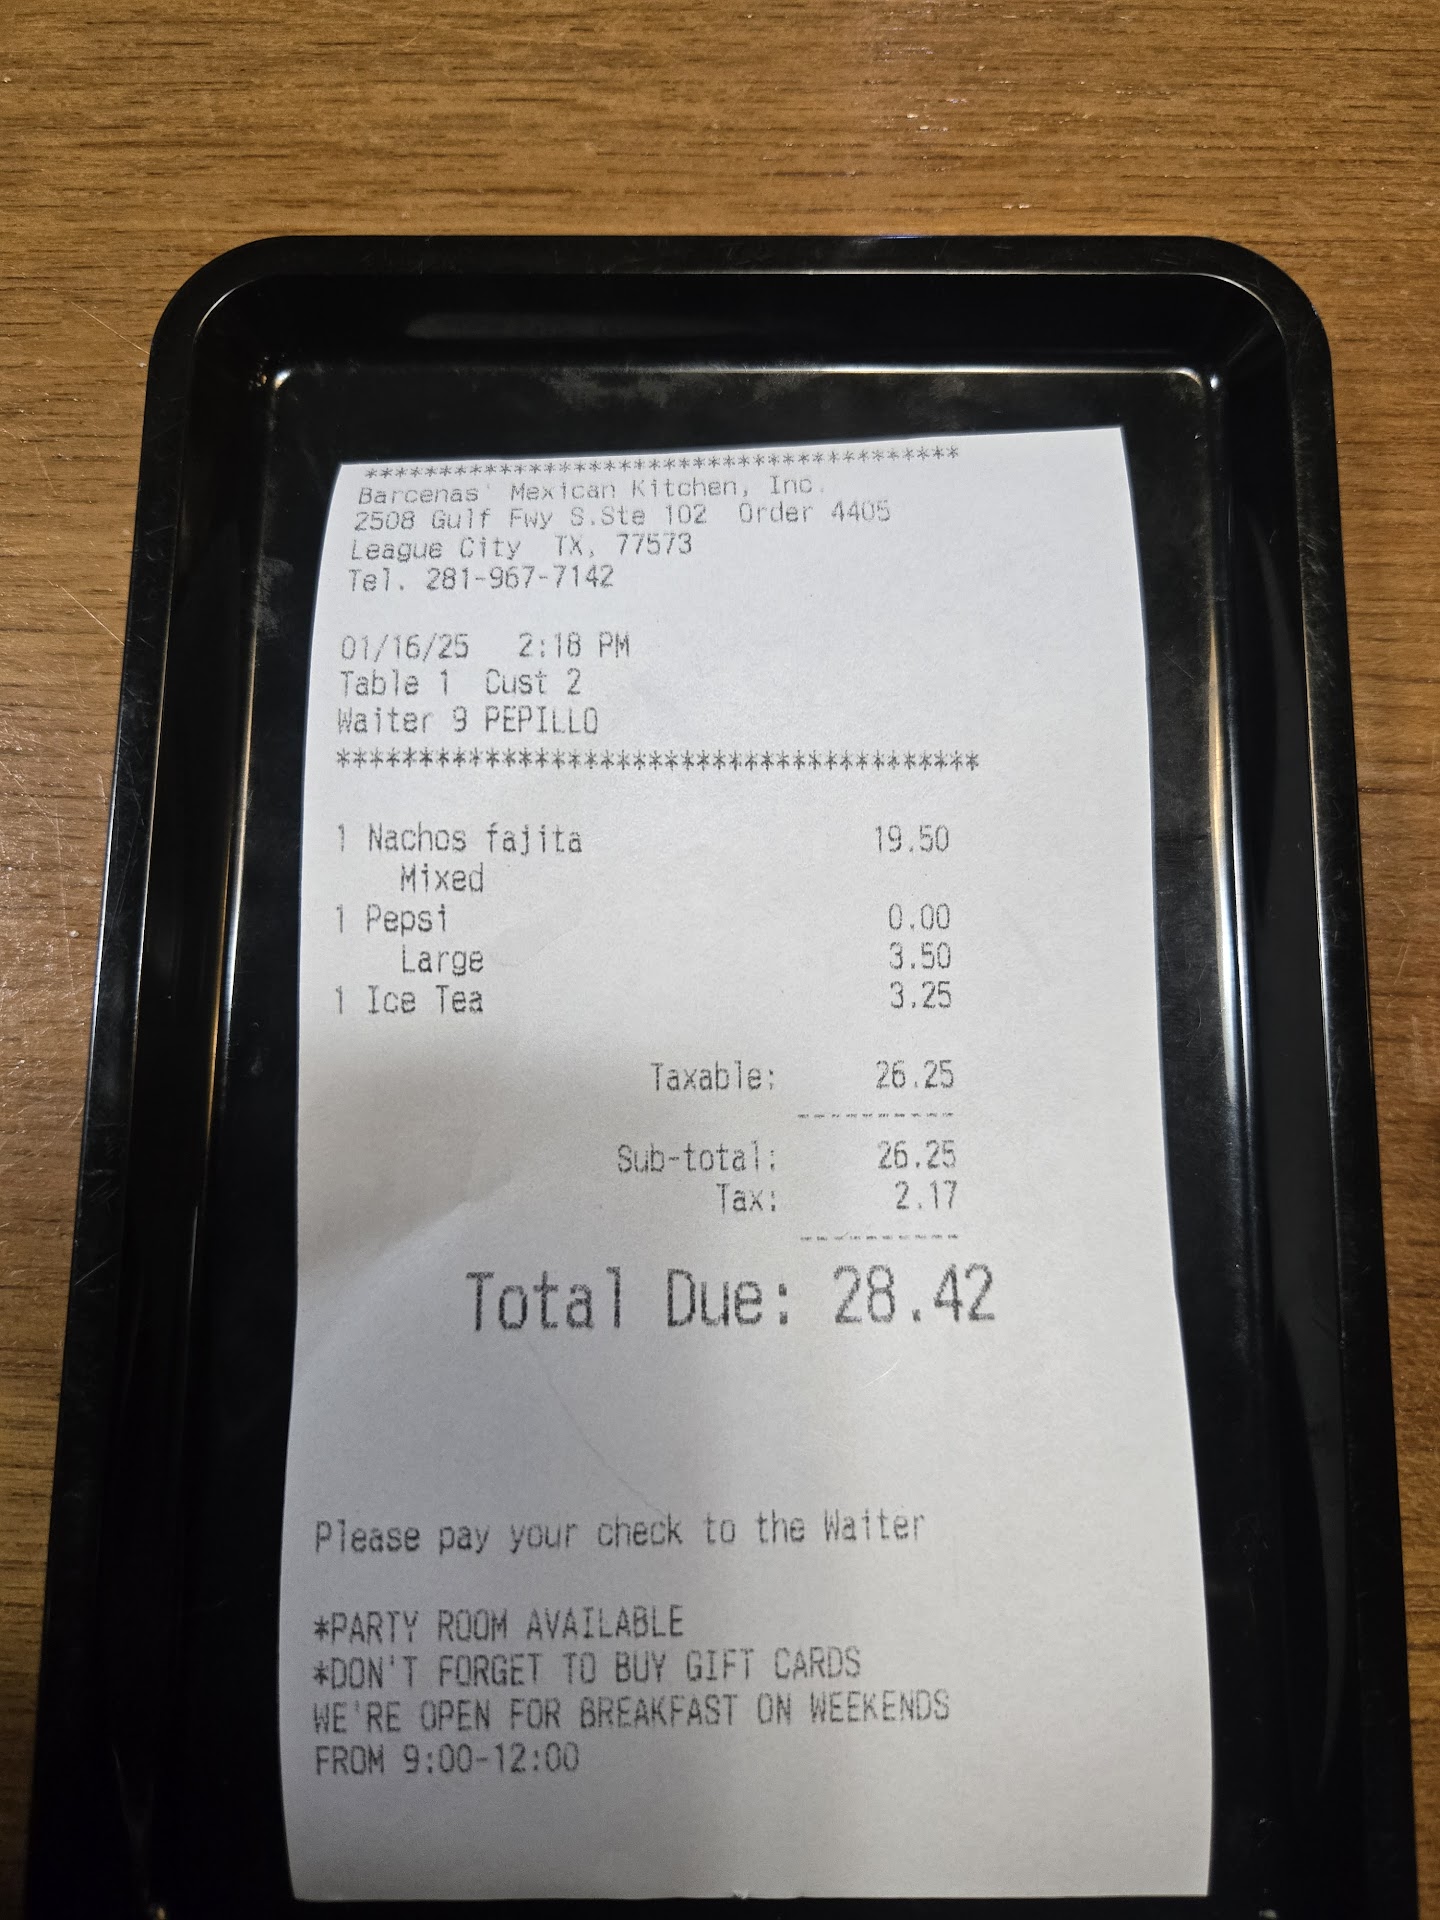 ****************************************
Barcenas' Mexican Kitchen, Inc.
2508 Gulf Fwy S.Ste 102  Order 4405
League City  TX, 77573
Tel. 281-967-7142
01/16/25   2:18 PM
Table 1  Cust 2
Waiter 9 PEPILLO
****************************************
1 Nachos fajita 19.50
Mixed
1 Pepsi 0.00
Large 3.50
1 Ice Tea 3.25
Taxable: 26.25
----------
Sub-total: 26.25
Tax: 2.17
----------
Total Due: 28.42
Please pay your check to the Waiter
*PARTY ROOM AVAILABLE
*DON'T FORGET TO BUY GIFT CARDS
WE'RE OPEN FOR BREAKFAST ON WEEKENDS
FROM 9:00-12:00